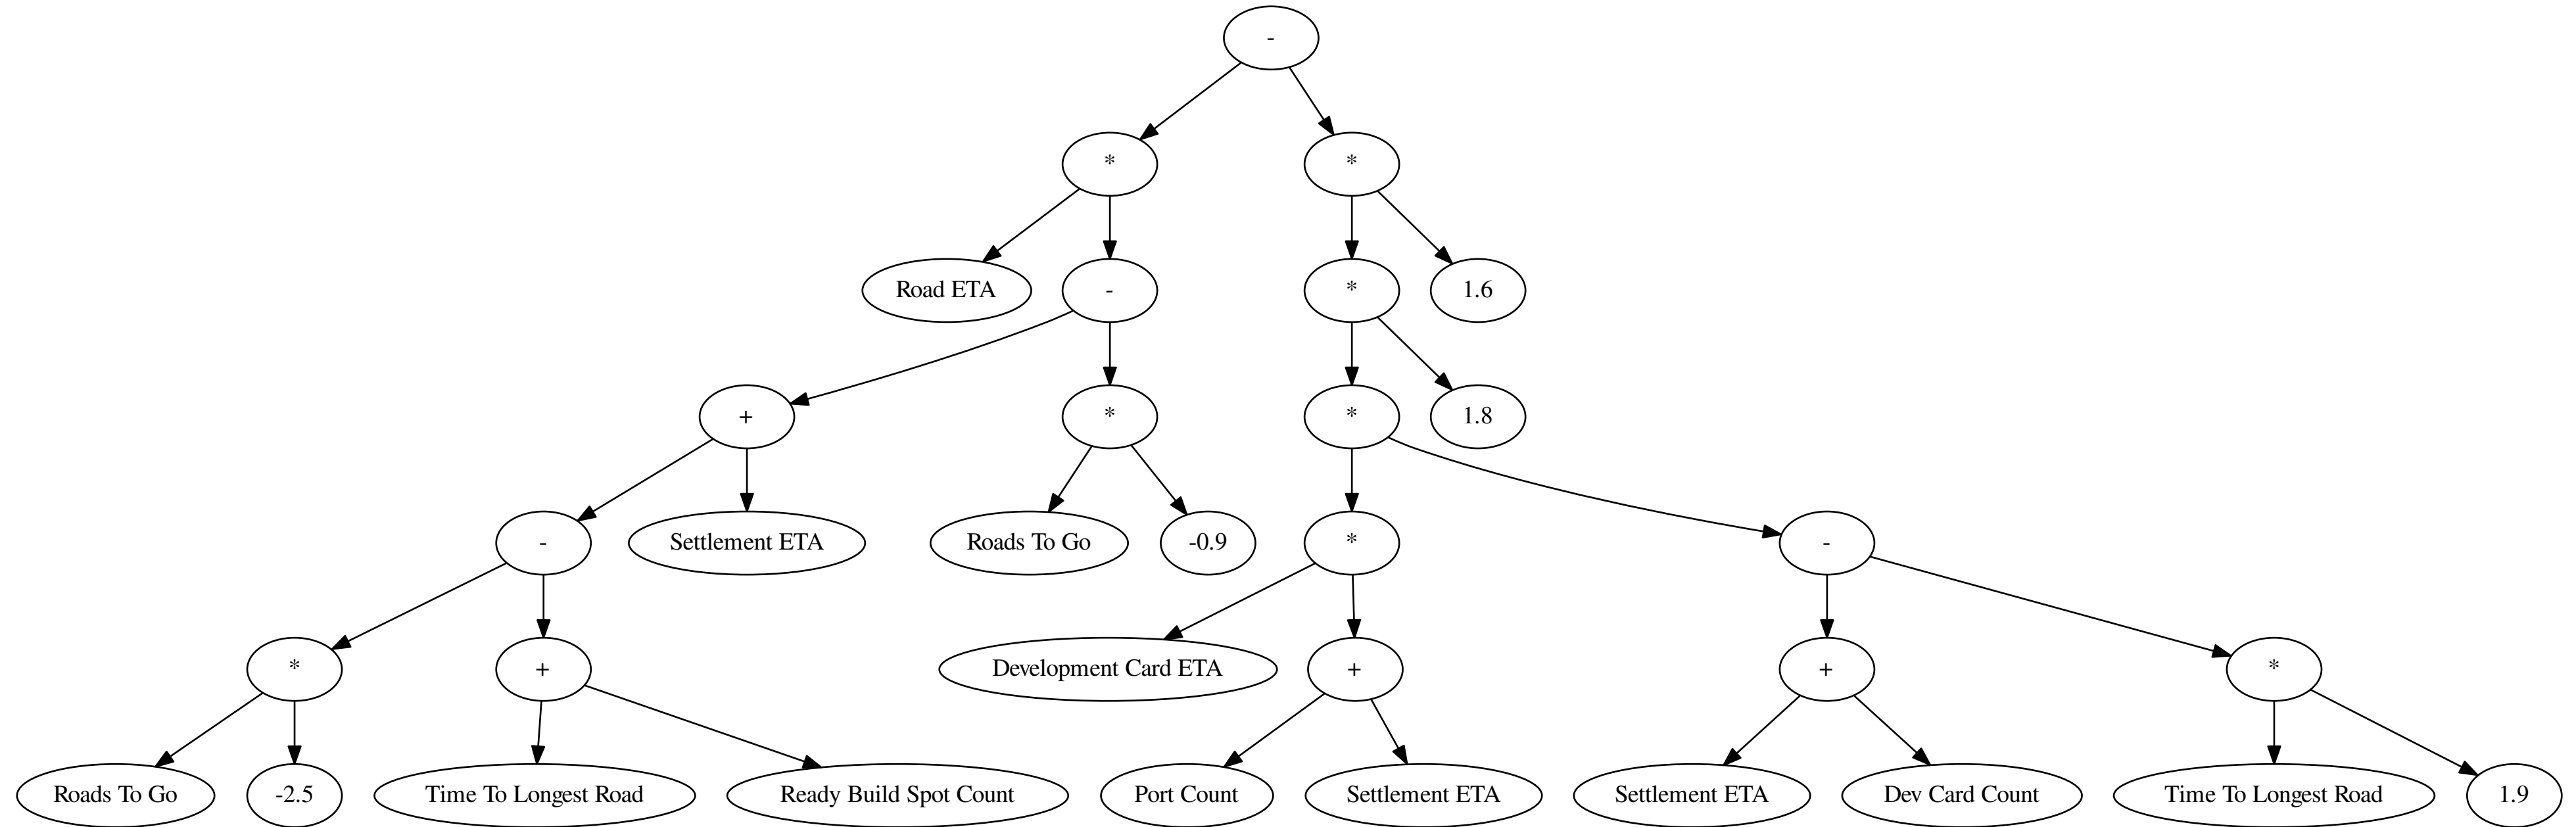 -
*
*
Road ETA
-
*
1.6
+
*
*
1.8
-
Settlement ETA
Roads To Go
-0.9
*
-
*
+
Development Card ETA
+
+
*
Roads To Go
-2.5
Time To Longest Road
Ready Build Spot Count
Port Count
Settlement ETA
Settlement ETA
Dev Card Count
Time To Longest Road
1.9